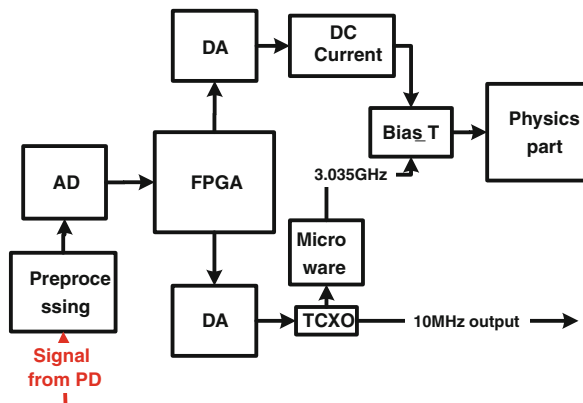 DA
DC
Current
Bias_T
Physics
part
AD
FPGA
3.035GHz
Micro
ware
Preproce
ssing
DA
TCXO
10MHz output
Signal
from PD